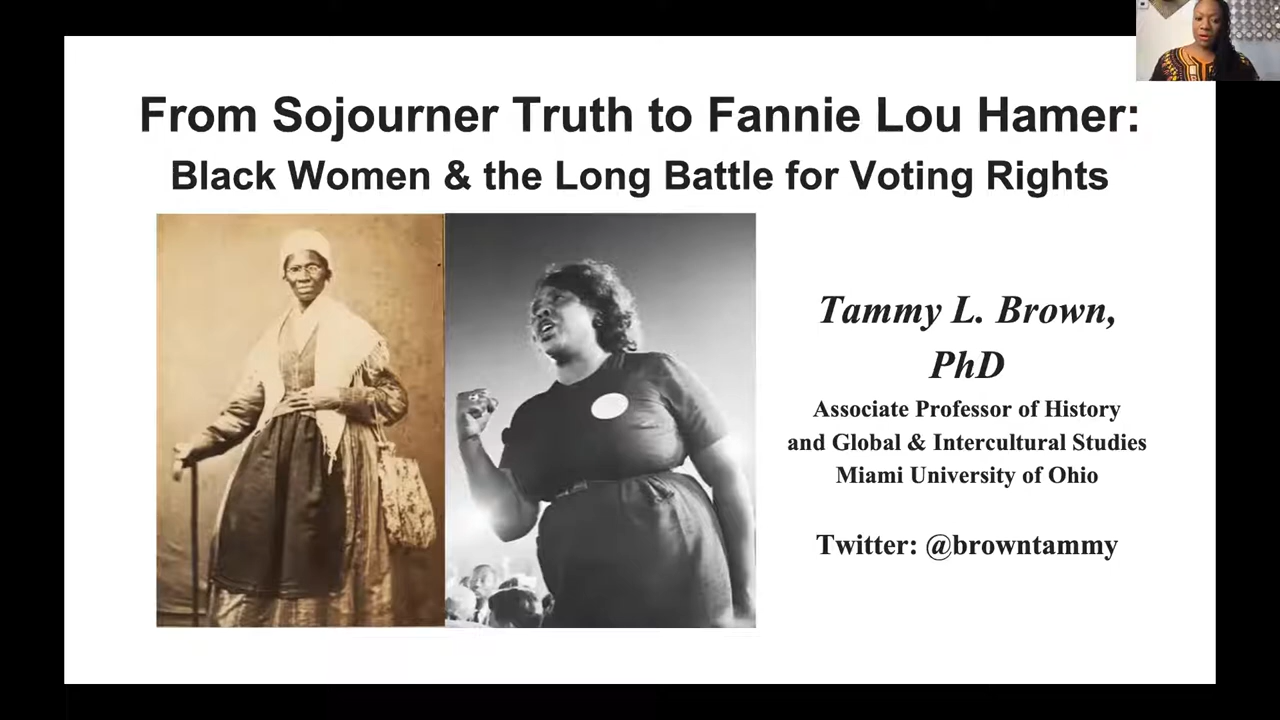 From Sojourner Truth to Fannie Lou Hamer:
Black Women & the Long Battle for Voting Rights
Tammy L. Brown,
PhD
Associate Professor of History
and Global & Intercultural Studies
Miami University of Ohio
Twitter: @browntammy